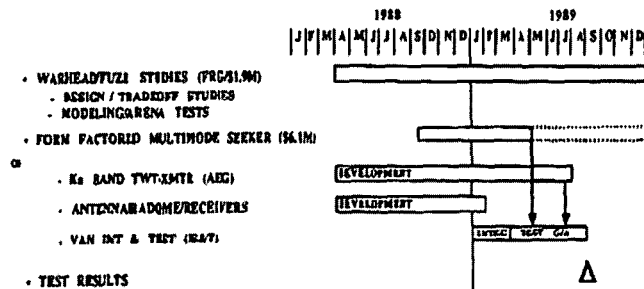 1988 1989
J F M A M J J A S O N D J F M A M J J A S O N D
• WARHEAD/FUZE STUDIES (FRG/$1.9M)
• DESIGN / TRADEOFF STUDIES
• MODELING/ARENA TESTS
• FORM FACTORED MULTIMODE SEEKER ($6.1M)
• Ka BAND TWT-XMTR (AEG)
DEVELOPMENT
• ANTENNA/RADOME/RECEIVERS
DEVELOPMENT
• VAN INT & TEST
INTEG TEST
Δ
• TEST RESULTS